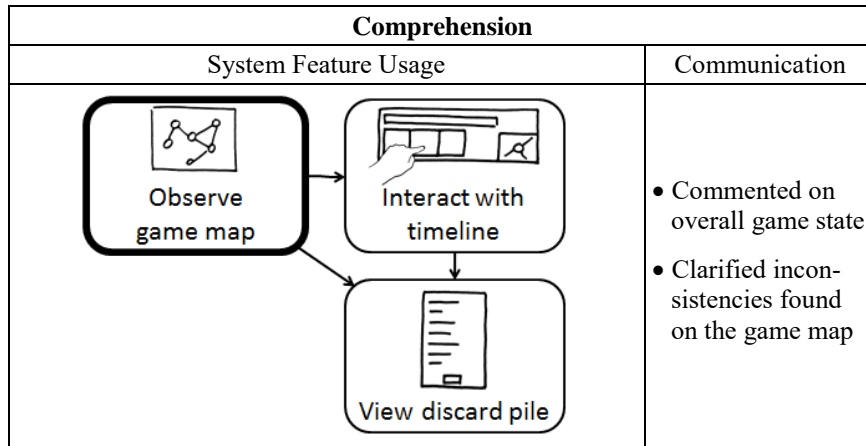 Comprehension
System Feature Usage
Communication
Observe
game map
Interact with
timeline
View discard pile
• Commented on
overall game state
• Clarified incon-
sistencies found
on the game map